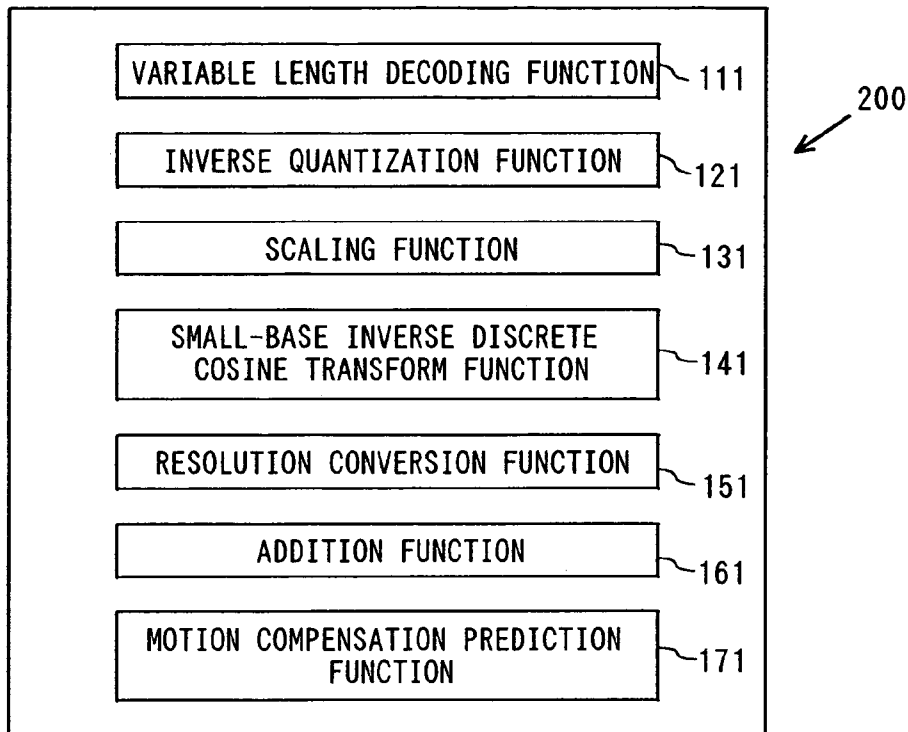 VARIABLE LENGTH DECODING FUNCTION 111
200
INVERSE QUANTIZATION FUNCTION 121
SCALING FUNCTION 131
SMALL-BASE INVERSE DISCRETE
COSINE TRANSFORM FUNCTION 141
RESOLUTION CONVERSION FUNCTION 151
ADDITION FUNCTION 161
MOTION COMPENSATION PREDICTION
FUNCTION 171